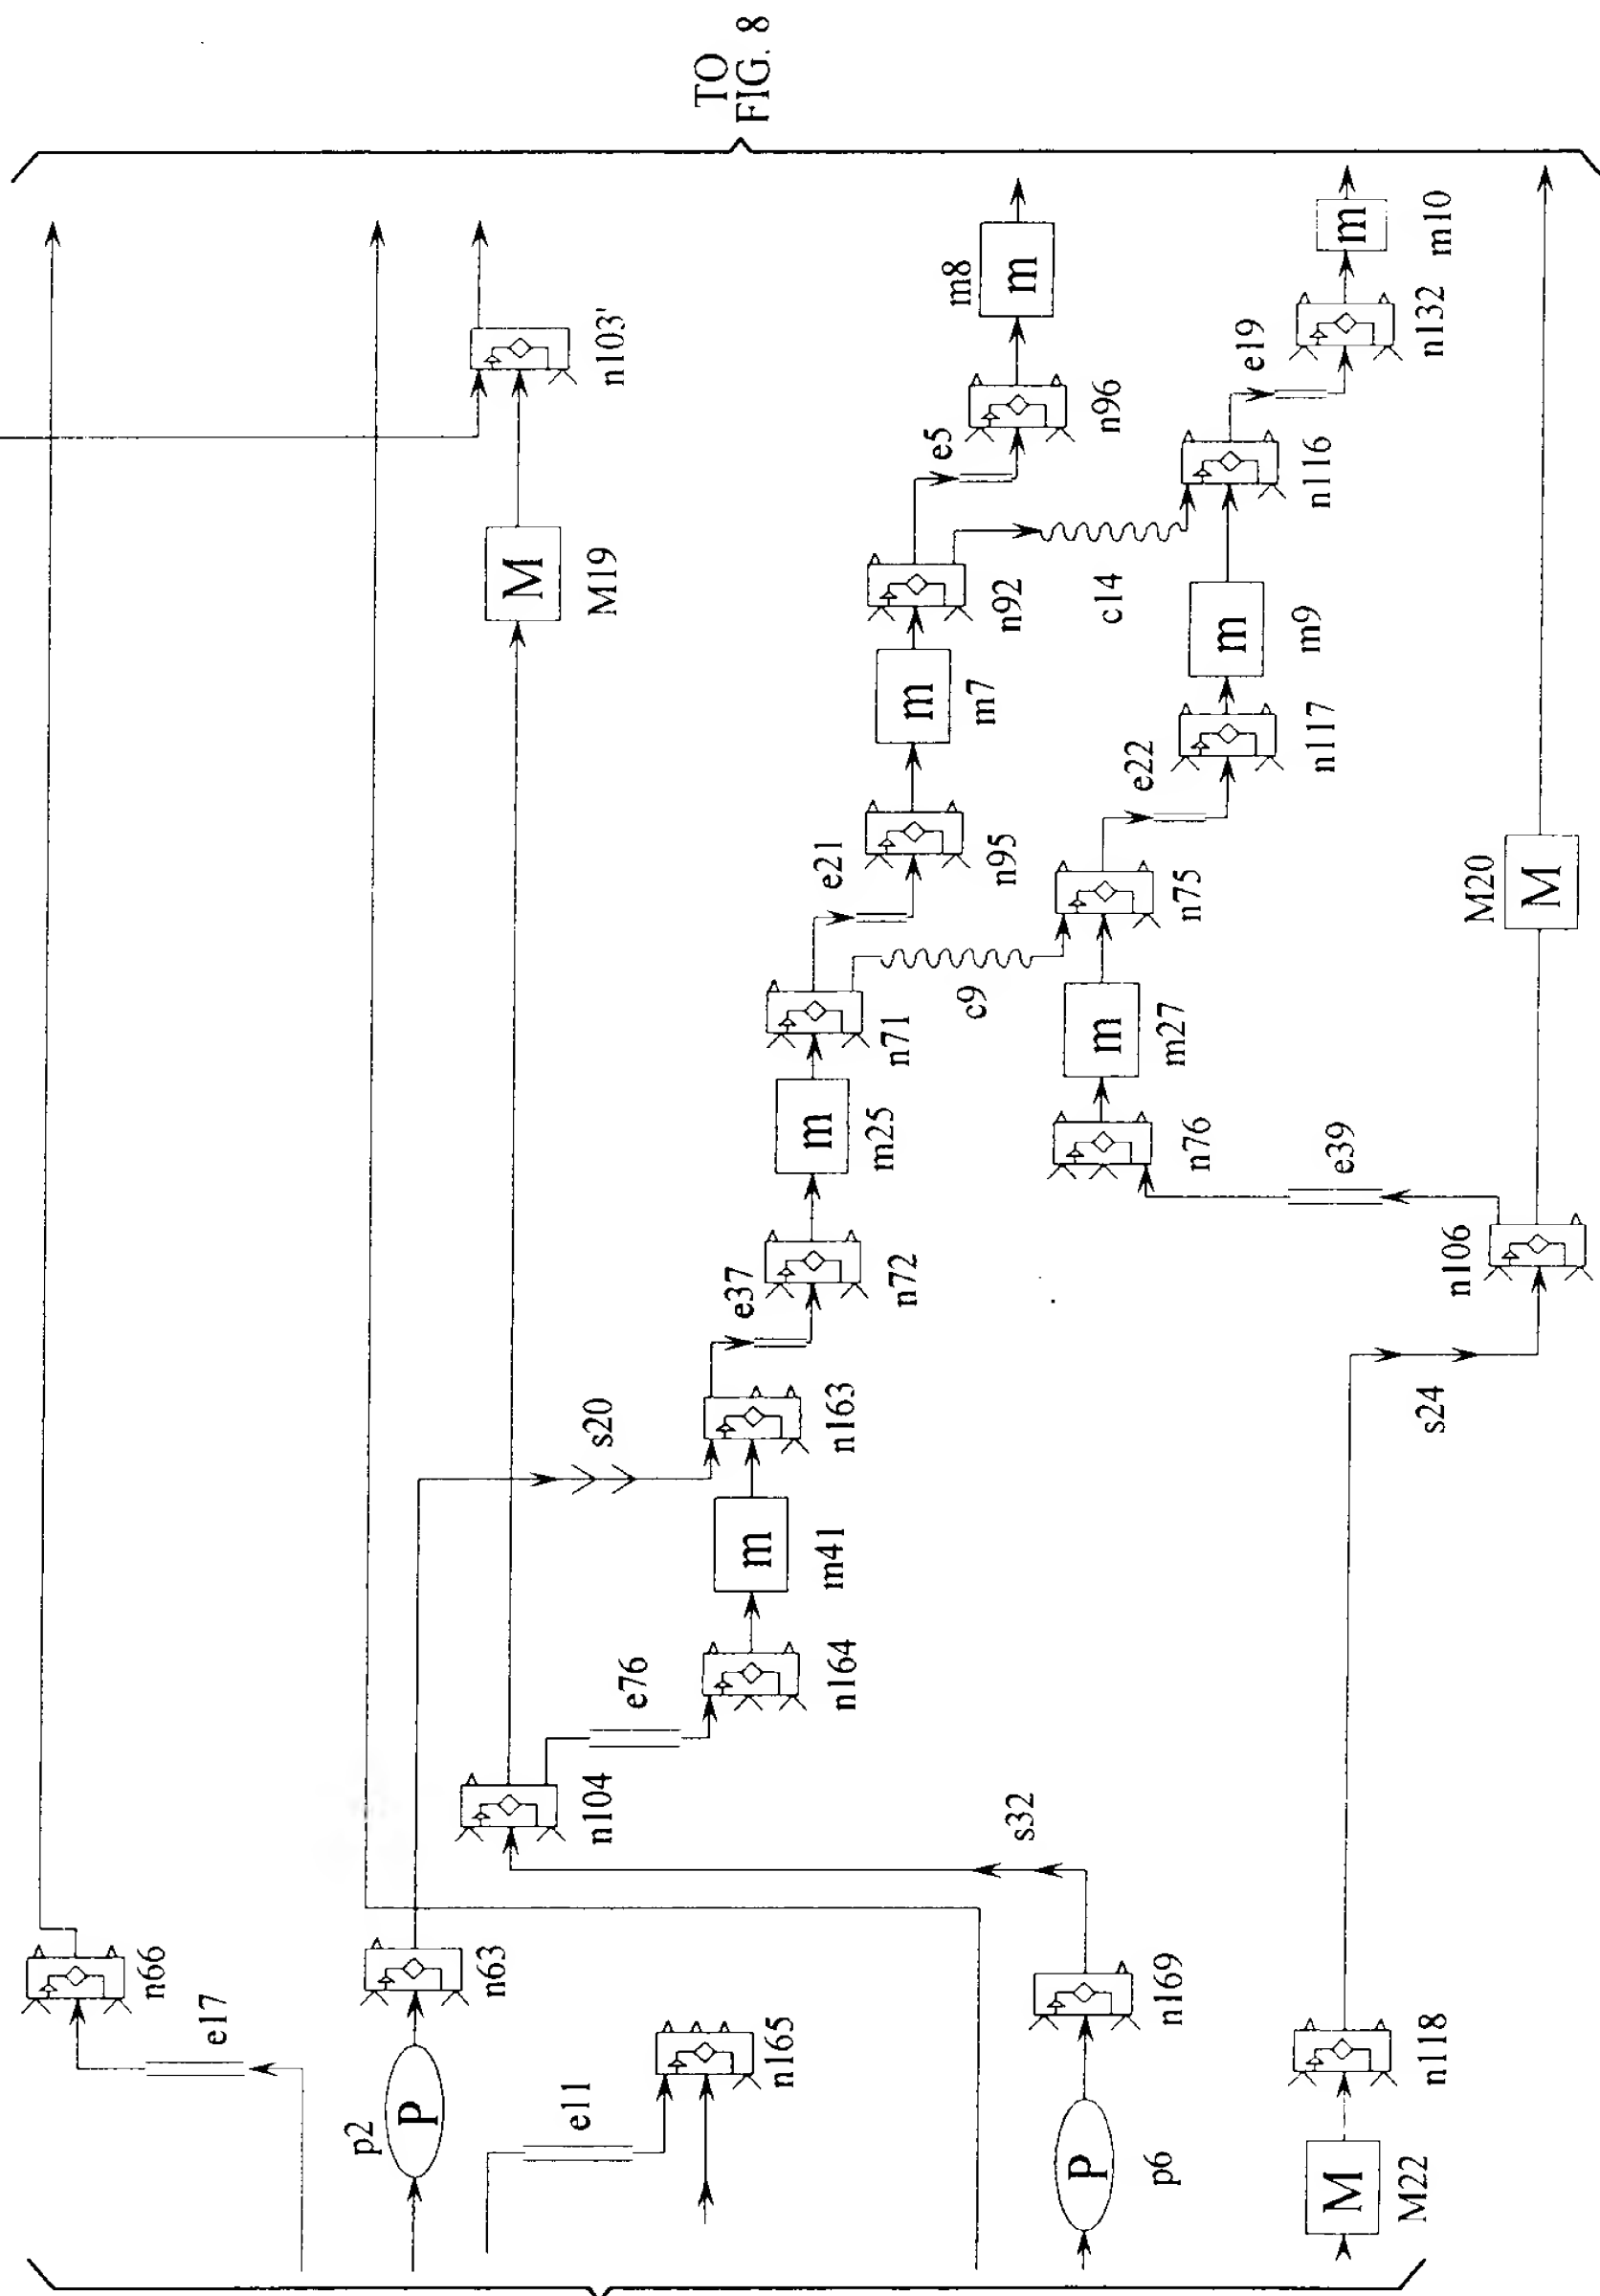 TO
FIG. 8
n103'
M
M19
m8
m
m
m10
n132
e19
n96
e5
n116
n92
c14
m
m7
m
m9
n117
e22
n95
e21
n75
M20
M
c9
n71
m
m27
m
m25
n76
e39
n72
e37
n106
s20
n163
s24
m
m41
n164
e76
n104
s32
n66
e17
n63
n169
n165
n118
p2
P
e11
P
p6
M
M22